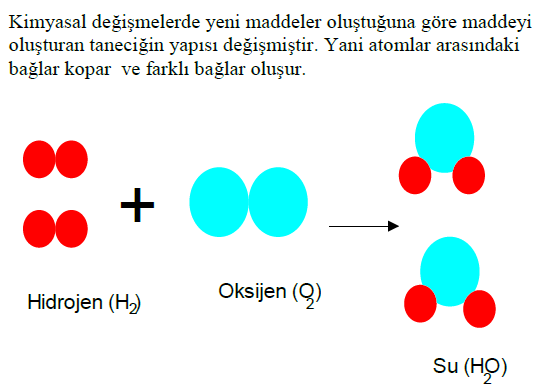 Kimyasal değişmelerde yeni maddeler oluştuğuna göre maddeyi
oluşturan taneciğin yapısı değişmiştir. Yani atomlar arasındaki
bağlar kopar ve farklı bağlar oluşur.
+
Hidrojen (H₂)
Oksijen (O₂)
Su (H₂O)